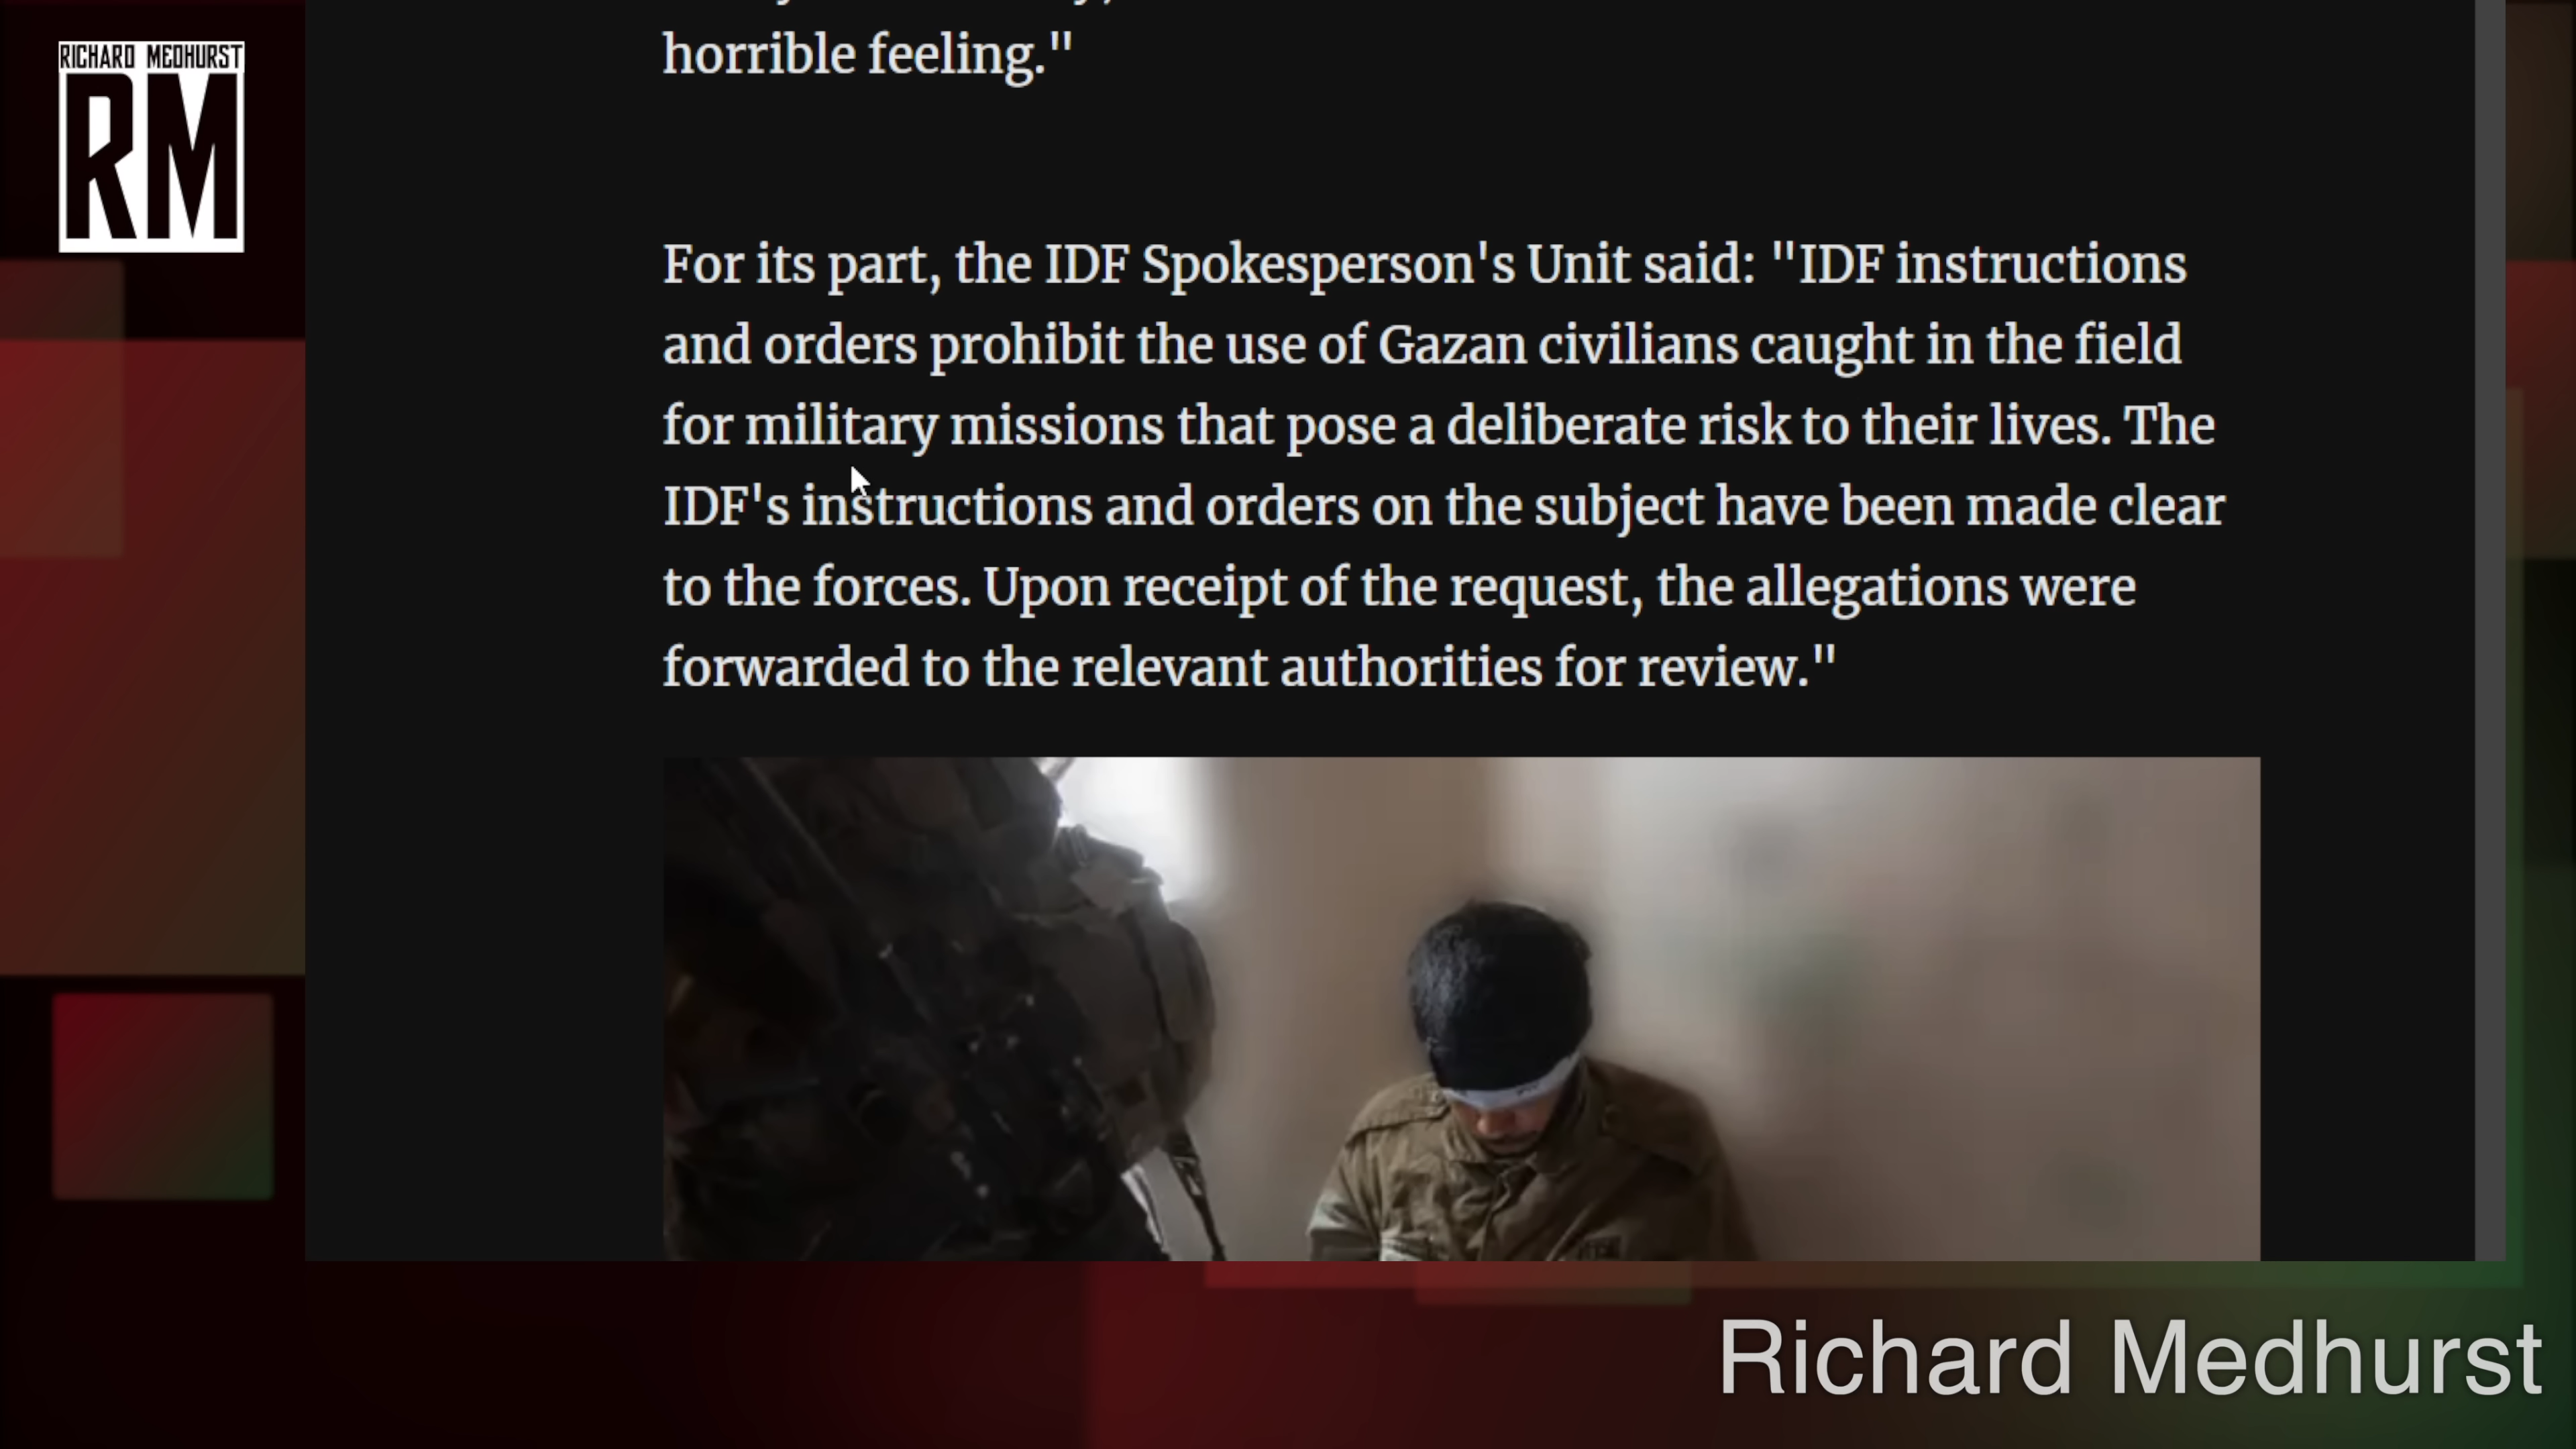 RICHARD MEDHURST
RM
horrible feeling."
For its part, the IDF Spokesperson's Unit said: "IDF instructions
and orders prohibit the use of Gazan civilians caught in the field
for military missions that pose a deliberate risk to their lives. The
IDF's instructions and orders on the subject have been made clear
to the forces. Upon receipt of the request, the allegations were
forwarded to the relevant authorities for review."
Richard Medhurst